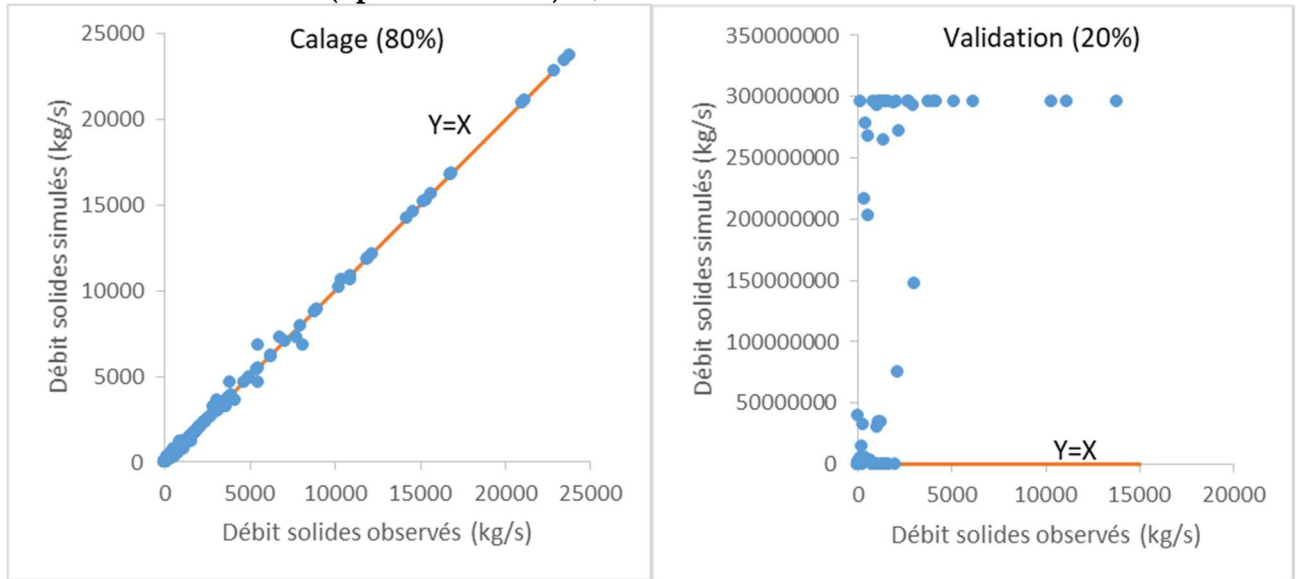 Calage (80%)
Débit solides simulés (kg/s)
25000
20000
15000
10000
5000
0
Y=X
0 5000 10000 15000 20000 25000
Débit solides observés (kg/s)
Validation (20%)
Débit solides simulés (kg/s)
350000000
300000000
250000000
200000000
150000000
100000000
50000000
0
Y=X
0 5000 10000 15000 20000
Débit solides observés (kg/s)